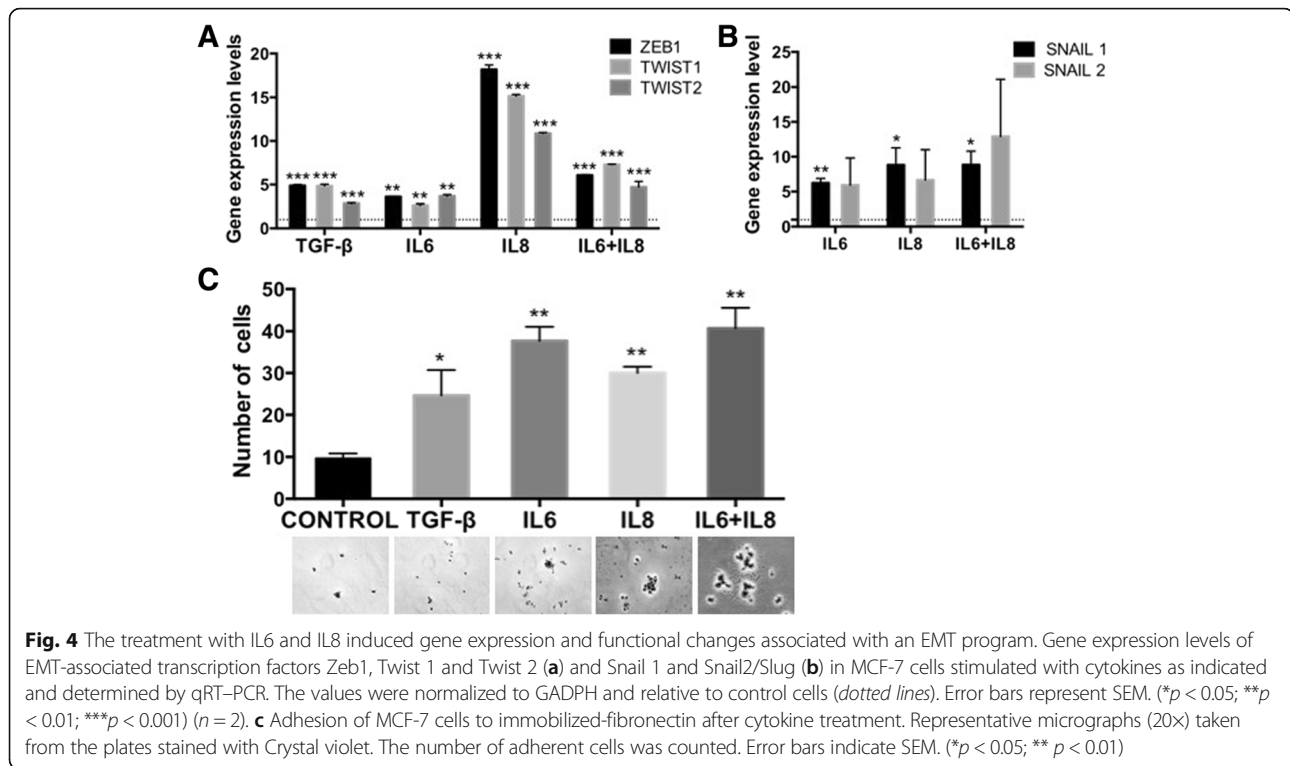 A
Gene expression levels
20
15
10
5
0
ZEB1
TWIST1
TWIST2
*** *** ***
** ** **
*** *** ***
*** *** ***
TGF-β IL6 IL8 IL6+IL8
B
Gene expression level
25
20
15
10
5
0
SNAIL 1
SNAIL 2
** * *
IL6 IL8 IL6+IL8
C
Number of cells
50
40
30
20
10
0
* ** ** **
CONTROL TGF-β IL6 IL8 IL6+IL8
Fig. 4 The treatment with IL6 and IL8 induced gene expression and functional changes associated with an EMT program. Gene expression levels of
EMT-associated transcription factors Zeb1, Twist 1 and Twist 2 (a) and Snail 1 and Snail2/Slug (b) in MCF-7 cells stimulated with cytokines as indicated
and determined by qRT–PCR. The values were normalized to GADPH and relative to control cells (dotted lines). Error bars represent SEM. (*p < 0.05; **p
< 0.01; ***p < 0.001) (n = 2). c Adhesion of MCF-7 cells to immobilized-fibronectin after cytokine treatment. Representative micrographs (20×) taken
from the plates stained with Crystal violet. The number of adherent cells was counted. Error bars indicate SEM. (*p < 0.05; ** p < 0.01)